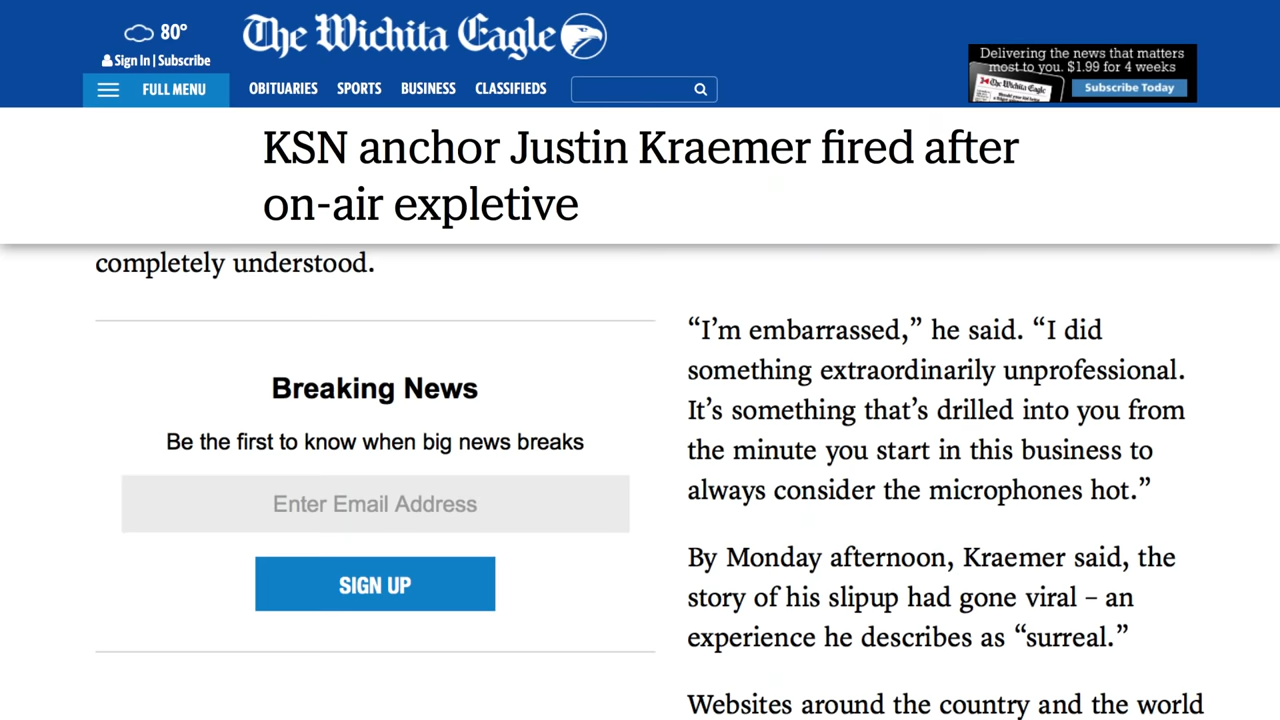 80°
Sign In | Subscribe
The Wichita Eagle
FULL MENU
OBITUARIES SPORTS BUSINESS CLASSIFIEDS
Delivering the news that matters
most to you. $1.99 for 4 weeks
The Wichita Eagle
Subscribe Today
KSN anchor Justin Kraemer fired after
on-air expletive
completely understood.
Breaking News
Be the first to know when big news breaks
Enter Email Address
SIGN UP
“I’m embarrassed,” he said. “I did
something extraordinarily unprofessional.
It’s something that’s drilled into you from
the minute you start in this business to
always consider the microphones hot.”
By Monday afternoon, Kraemer said, the
story of his slipup had gone viral – an
experience he describes as “surreal.”
Websites around the country and the world